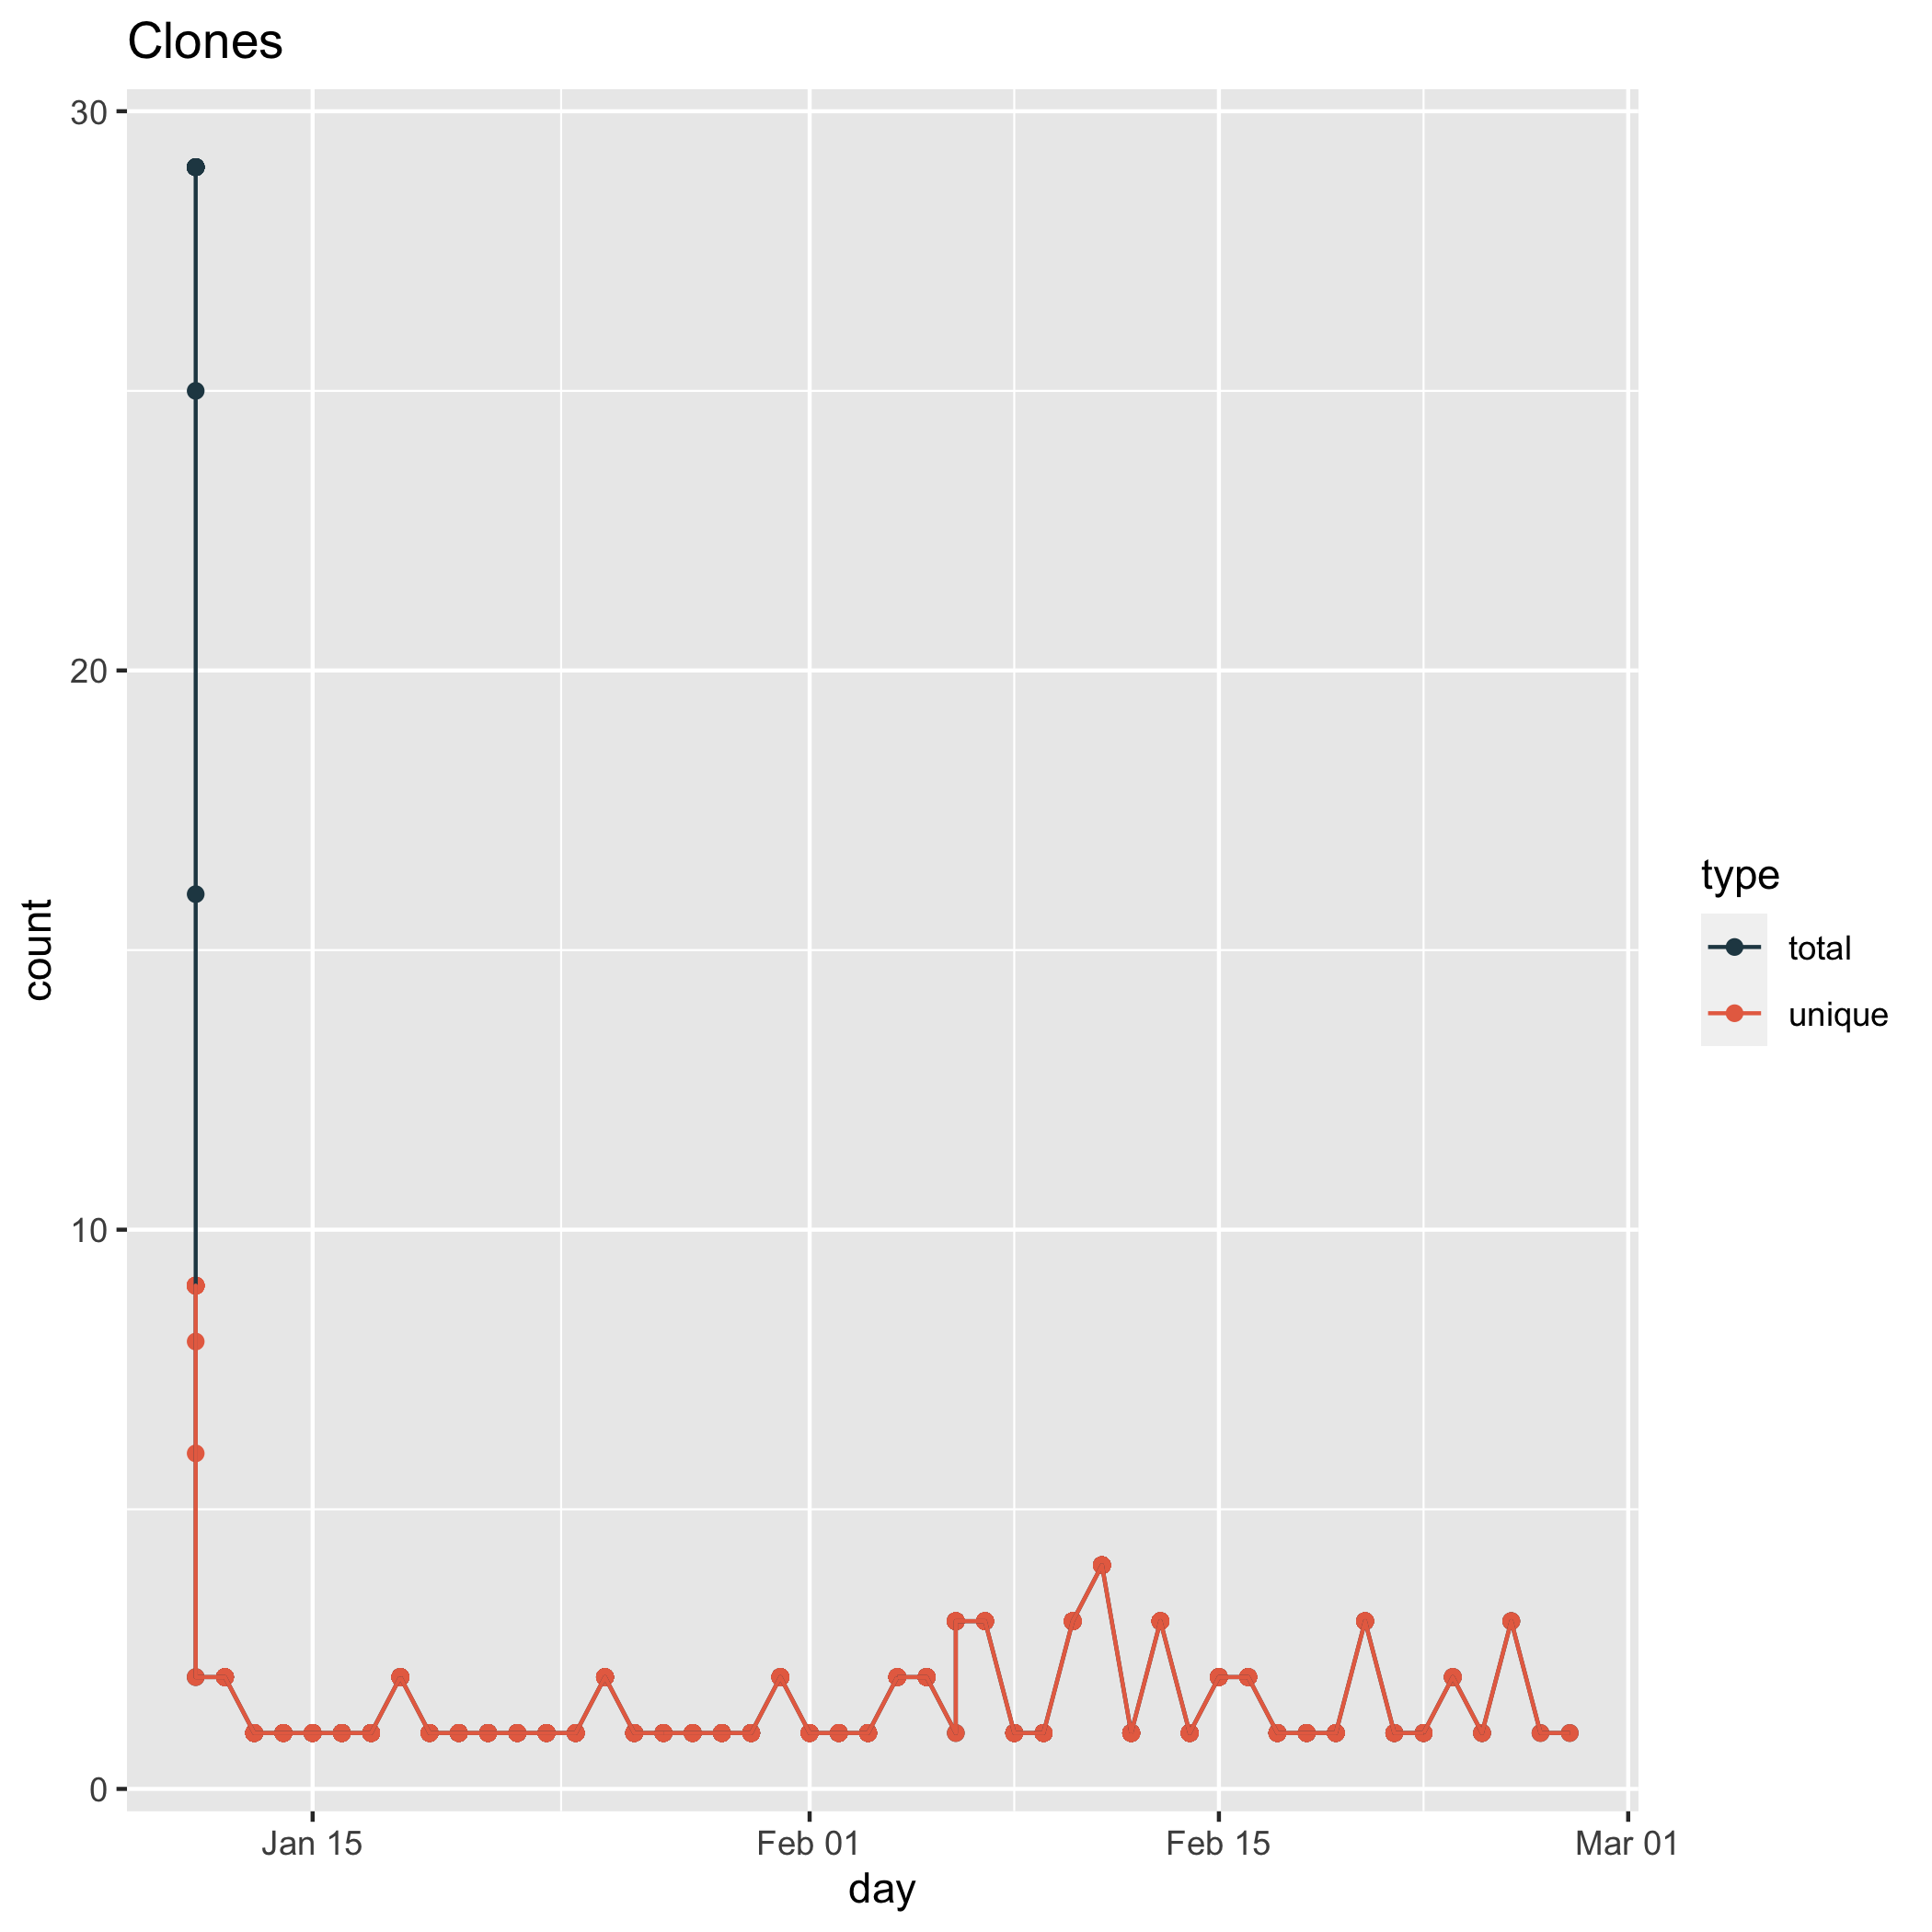 Clones
30
20
10
0
count
Jan 15
Feb 01
Feb 15
Mar 01
day
type
total
unique